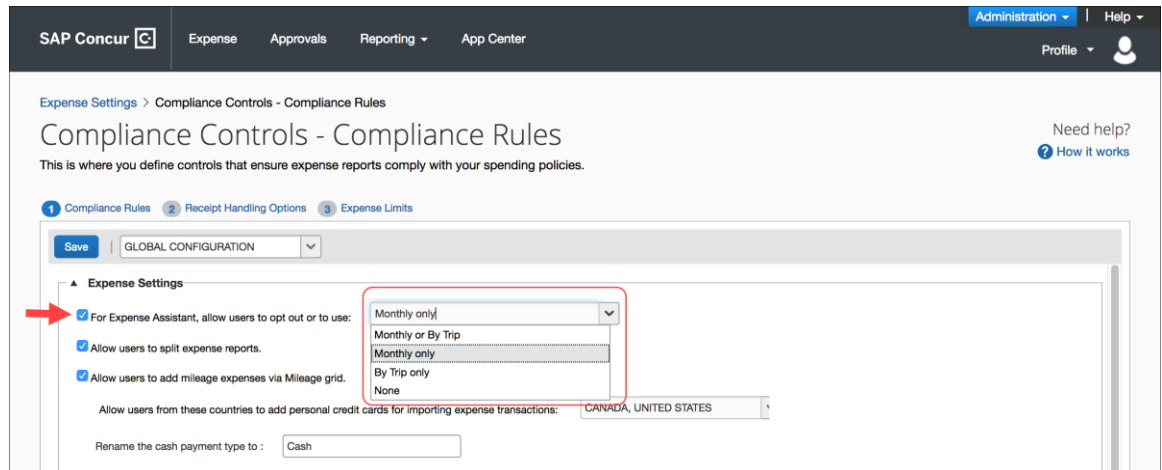 Administration | Help
SAP Concur C. Expense Approvals Reporting App Center
Profile
Expense Settings > Compliance Controls - Compliance Rules
Compliance Controls - Compliance Rules
Need help?
This is where you define controls that ensure expense reports comply with your spending policies.
? How it works
1 Compliance Rules 2 Receipt Handling Options 3 Expense Limits
Save | GLOBAL CONFIGURATION
Expense Settings
For Expense Assistant, allow users to opt out or to use: Monthly only
Monthly or By Trip
Allow users to split expense reports.
Monthly only
By Trip only
Allow users to add mileage expenses via Mileage grid.
None
Allow users from these countries to add personal credit cards for importing expense transactions: CANADA, UNITED STATES
Rename the cash payment type to : Cash